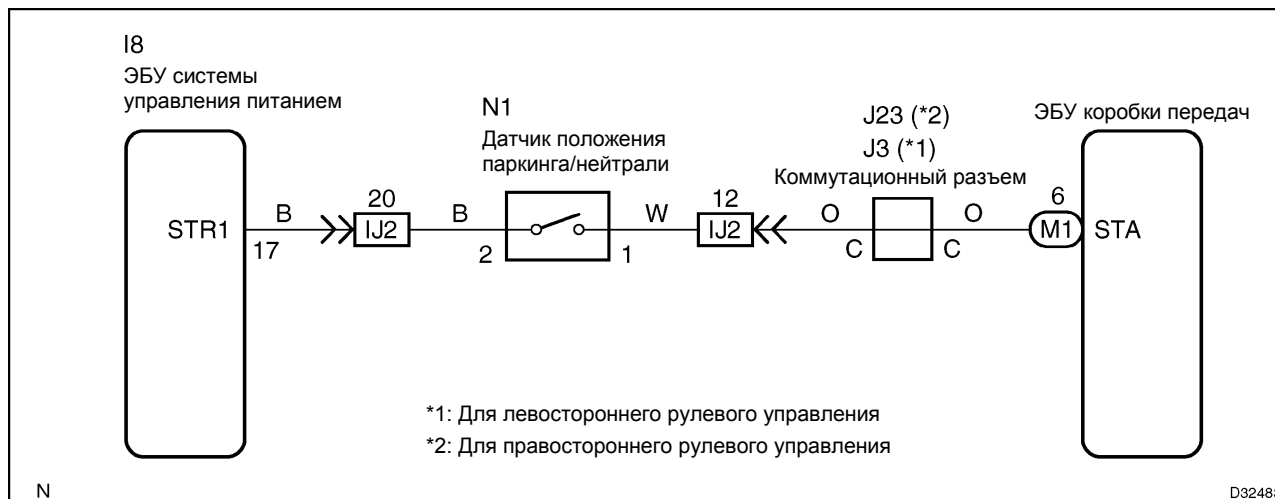 I8
ЭБУ системы
управления питанием
N1
Датчик положения
паркинга/нейтрали
J23 (*2)
J3 (*1)
Коммутационный разъем
ЭБУ коробки передач
STR1
B
17
20
IJ2
B
2
1
W
12
IJ2
O
C
O
C
6
M1
STA
*1: Для левостороннего рулевого управления
*2: Для правостороннего рулевого управления
N
D32483